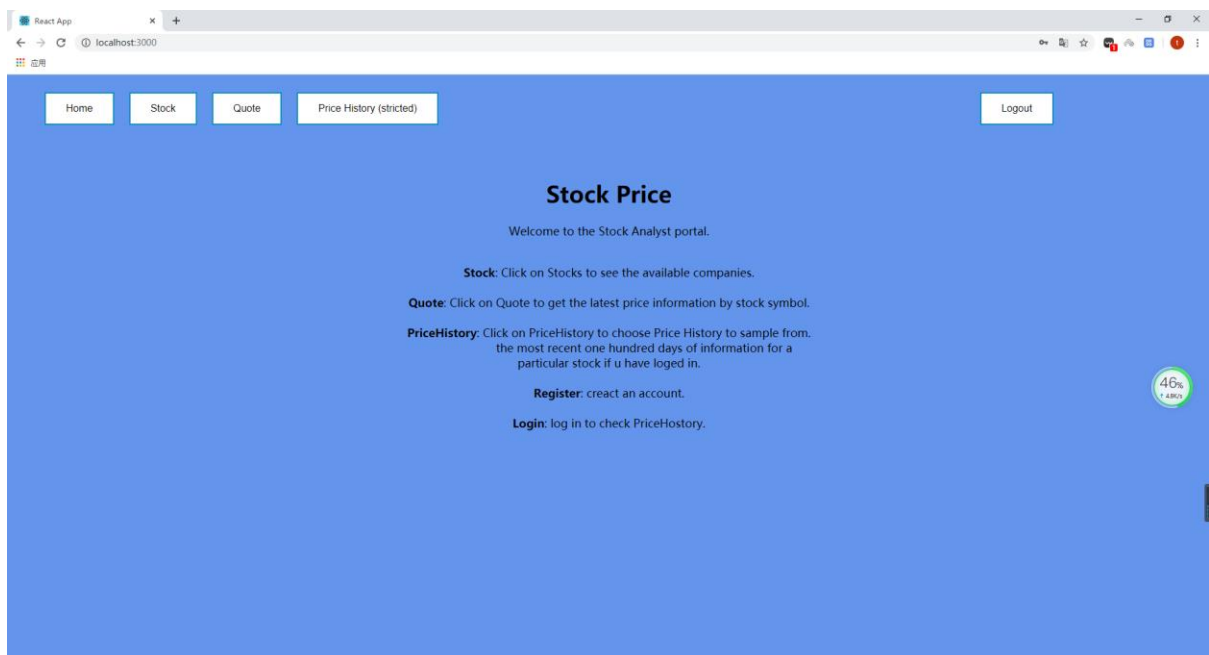 React App
localhost:3000
应用
Home Stock Quote Price History (stricted) Logout
Stock Price
Welcome to the Stock Analyst portal.
Stock: Click on Stocks to see the available companies.
Quote: Click on Quote to get the latest price information by stock symbol.
PriceHistory: Click on PriceHistory to choose Price History to sample from.
the most recent one hundred days of information for a
particular stock if u have loged in.
46%
Register: creact an account.
Login: log in to check PriceHostory.